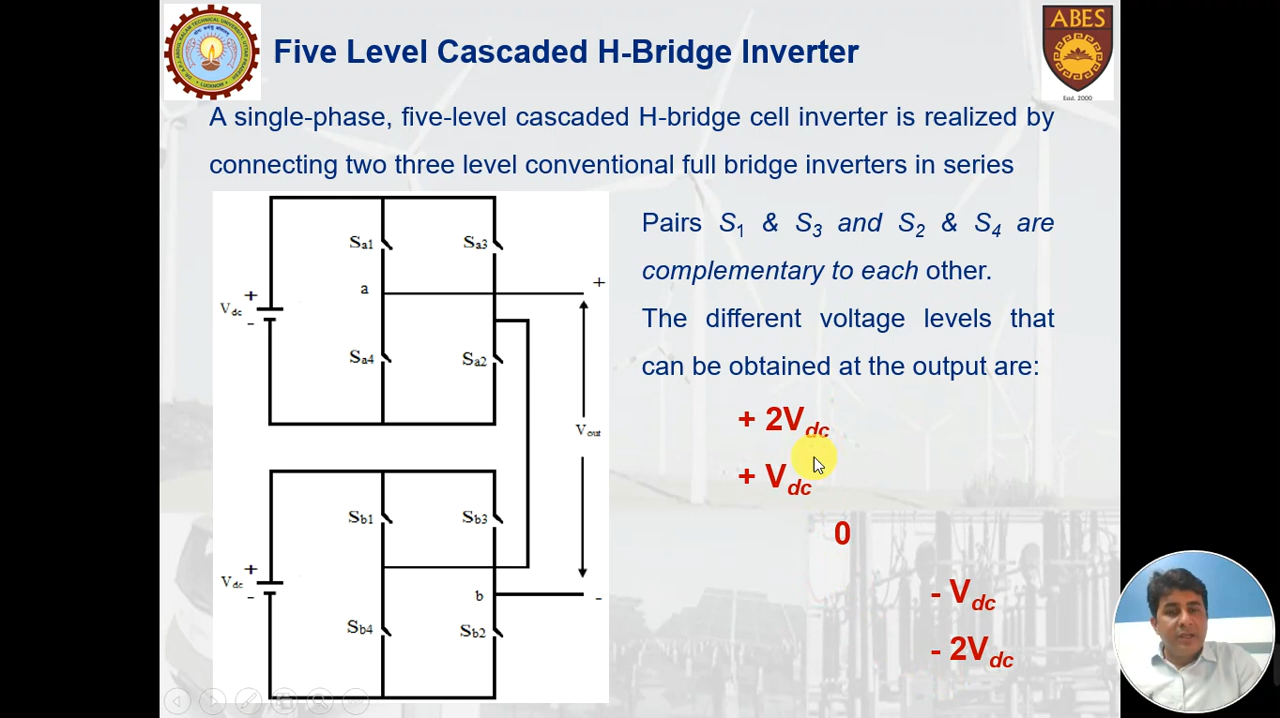 Five Level Cascaded H-Bridge Inverter
ABES
Estd. 2000
A single-phase, five-level cascaded H-bridge cell inverter is realized by
connecting two three level conventional full bridge inverters in series
Pairs S1 & S3 and S2 & S4 are
complementary to each other.
The different voltage levels that
can be obtained at the output are:
+ 2Vdc
+ Vdc
0
- Vdc
- 2Vdc
Sa1
Sa3
a
+
+
Vdc
-
Sa4
Sa2
Vout
Sb1
Sb3
+
Vdc
-
b
-
Sb4
Sb2